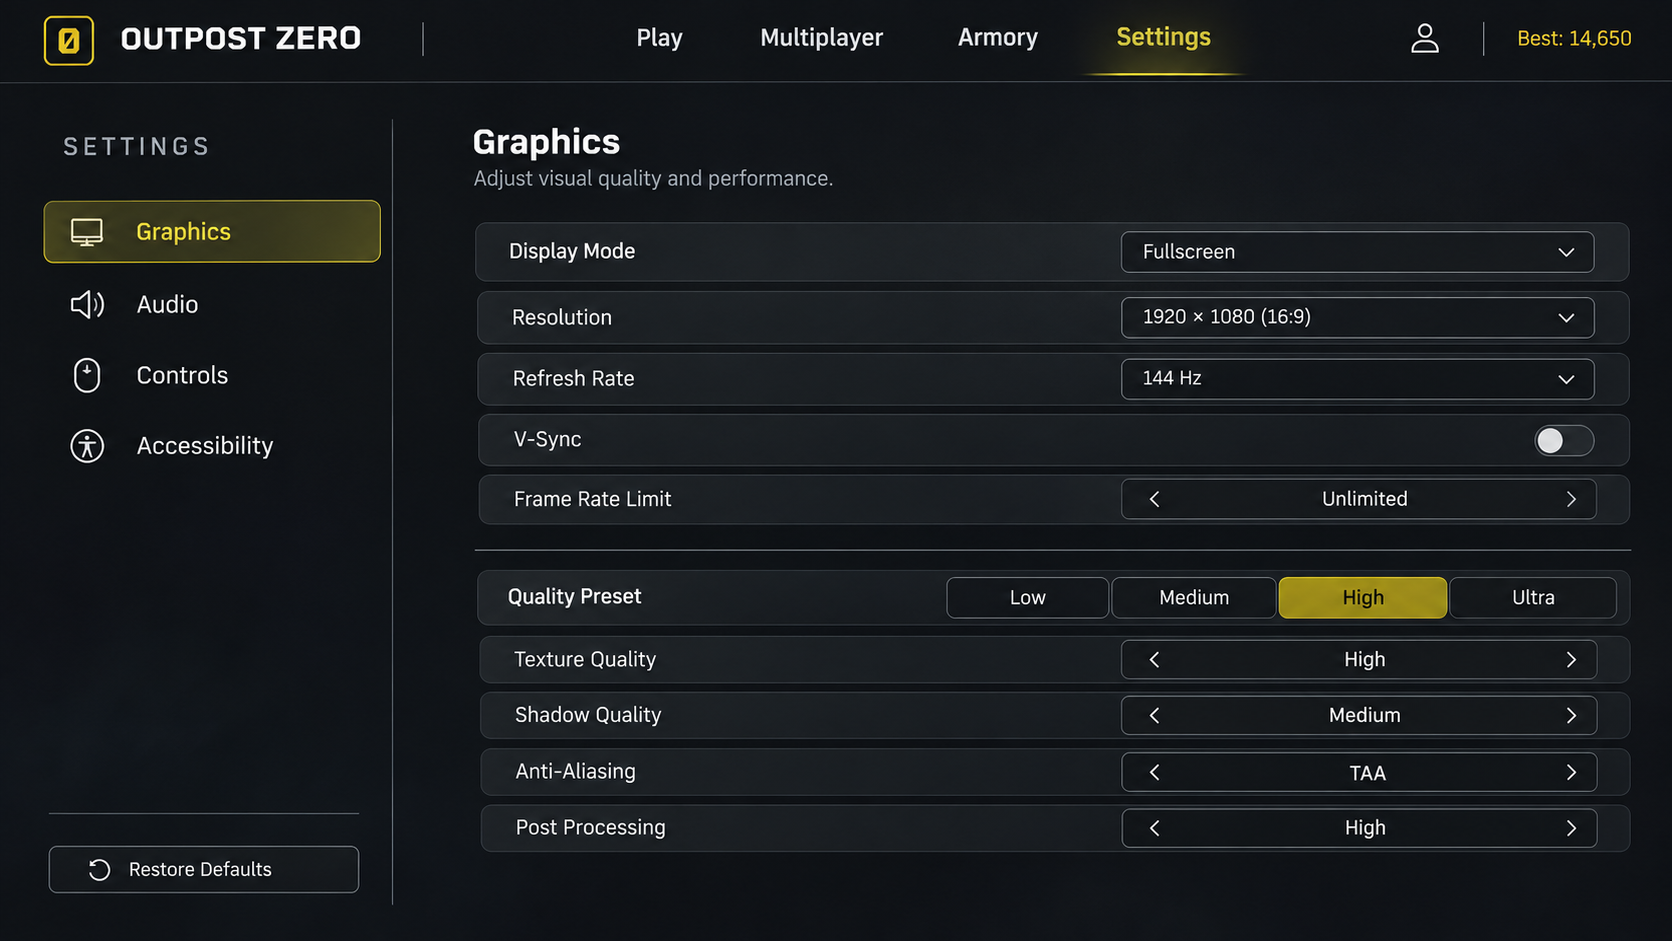 0 OUTPOST ZERO
Play
Multiplayer
Armory
Settings
Best: 14,650
SETTINGS
Graphics
Audio
Controls
Accessibility
Restore Defaults
Graphics
Adjust visual quality and performance.
Display Mode
Fullscreen
Resolution
1920 × 1080 (16:9)
Refresh Rate
144 Hz
V-Sync
Frame Rate Limit
Unlimited
Quality Preset
Low
Medium
High
Ultra
Texture Quality
High
Shadow Quality
Medium
Anti-Aliasing
TAA
Post Processing
High